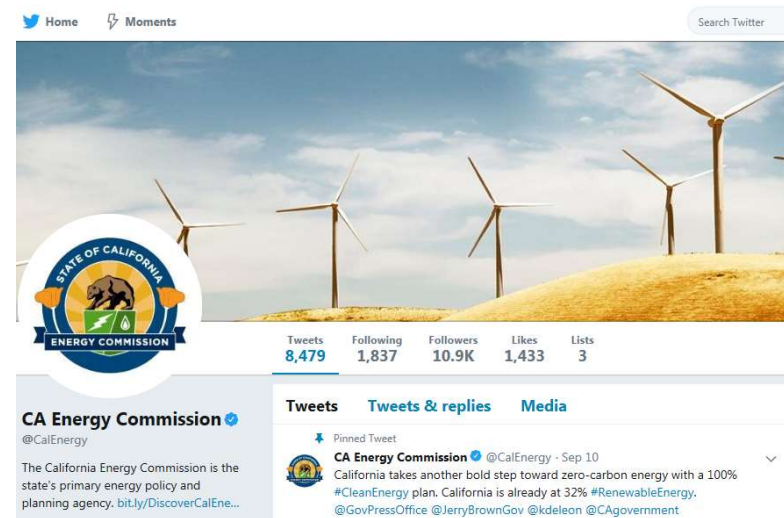 Home Moments Search Twitter
STATE OF CALIFORNIA
ENERGY COMMISSION
Tweets Following Followers Likes Lists
8,479 1,837 10.9K 1,433 3
CA Energy Commission
@CalEnergy
The California Energy Commission is the
state's primary energy policy and
planning agency. bit.ly/DiscoverCalEne...
Tweets Tweets & replies Media
Pinned Tweet
CA Energy Commission @CalEnergy · Sep 10
California takes another bold step toward zero-carbon energy with a 100%
#CleanEnergy plan. California is already at 32% #RenewableEnergy.
@GovPressOffice @JerryBrownGov @kdeleon @CAgovernment